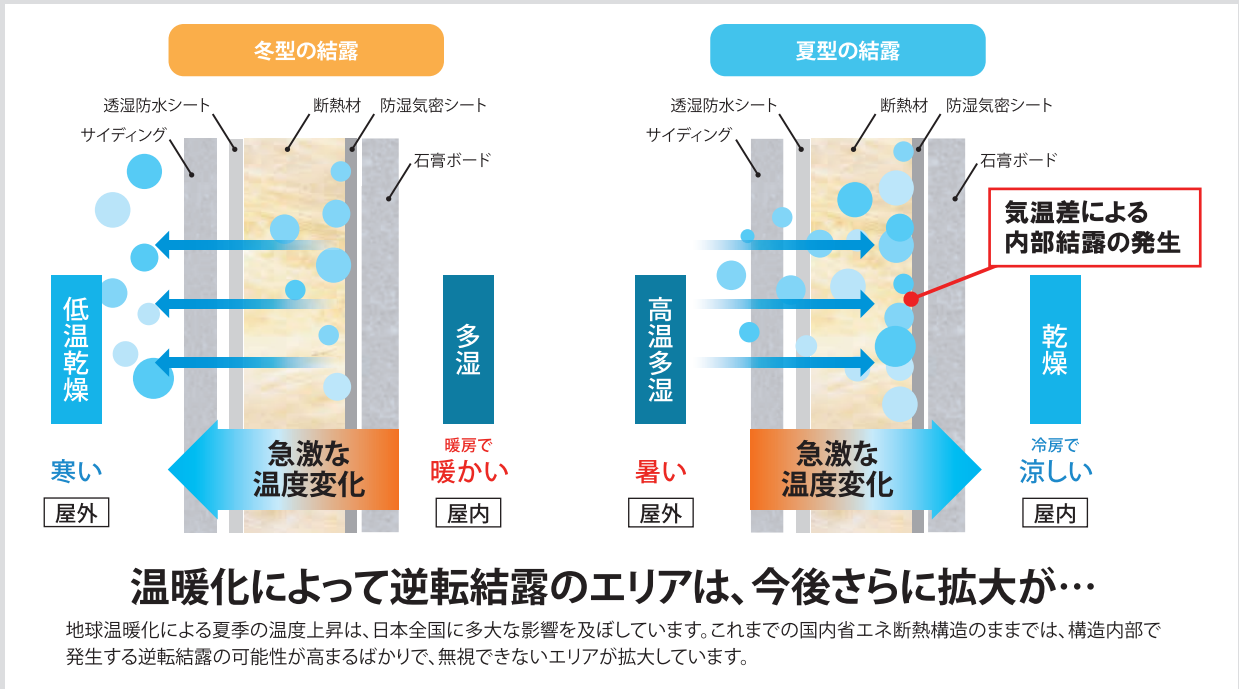 冬型の結露
透湿防水シート
断熱材
防湿気密シート
サイディング
石膏ボード
低温乾燥
多湿
急激な
温度変化
寒い
屋外
暖房で
暖かい
屋内
夏型の結露
透湿防水シート
断熱材
防湿気密シート
サイディング
石膏ボード
気温差による
内部結露の発生
高温多湿
乾燥
急激な
温度変化
暑い
屋外
冷房で
涼しい
屋内
温暖化によって逆転結露のエリアは、今後さらに拡大が…
地球温暖化による夏季の温度上昇は、日本全国に多大な影響を及ぼしています。これまでの国内省エネ断熱構造のままでは、構造内部で
発生する逆転結露の可能性が高まるばかりで、無視できないエリアが拡大しています。